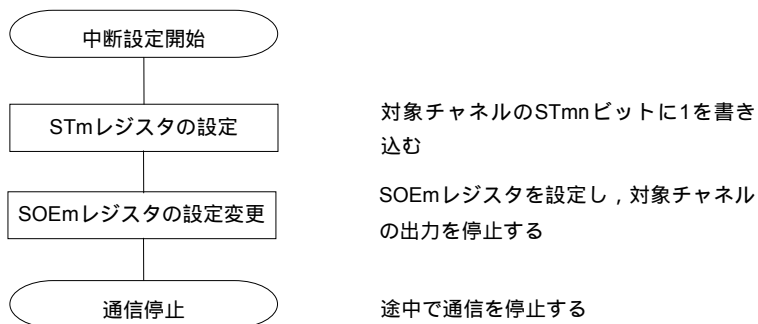 中断設定開始
STmレジスタの設定
対象チャネルのSTmnビットに1を書き
込む
SOEmレジスタの設定変更
SOEmレジスタを設定し，対象チャネル
の出力を停止する
通信停止
途中で通信を停止する